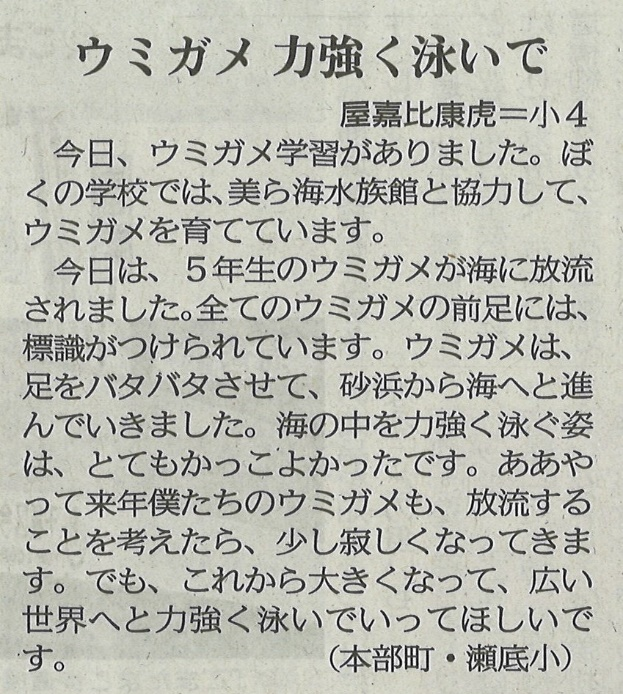 ウミガメ 力強く泳いで
屋嘉比康虎＝小４
　今日、ウミガメ学習がありました。ぼ
くの学校では、美ら海水族館と協力して、
ウミガメを育てています。
　今日は、５年生のウミガメが海に放流
されました。全てのウミガメの前足には、
標識がつけられています。ウミガメは、
足をバタバタさせて、砂浜から海へと進
んでいきました。海の中を力強く泳ぐ姿
は、とてもかっこよかったです。ああや
って来年僕たちのウミガメも、放流する
ことを考えたら、少し寂しくなってきま
す。でも、これから大きくなって、広い
世界へと力強く泳いでいってほしいで
す。　（本部町・瀬底小）